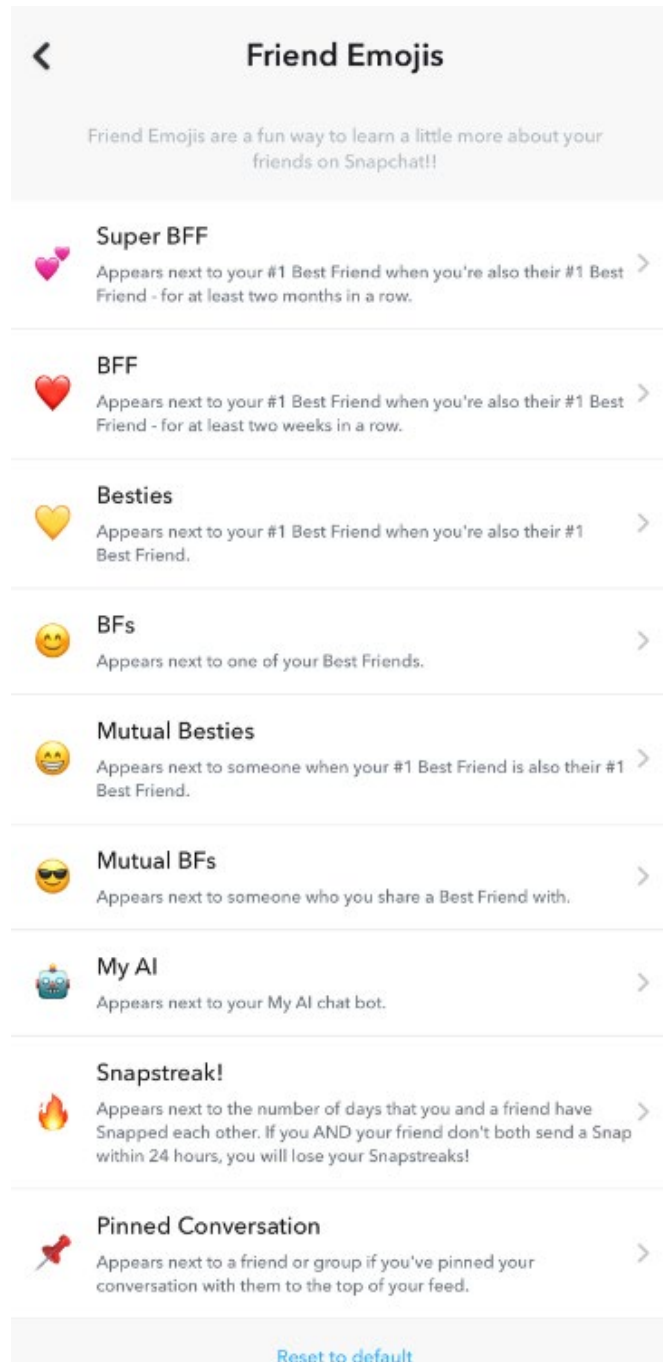 Friend Emojis
Friend Emojis are a fun way to learn a little more about your
friends on Snapchat!!
Super BFF
Appears next to your #1 Best Friend when you're also their #1 Best
Friend - for at least two months in a row.
BFF
Appears next to your #1 Best Friend when you're also their #1 Best
Friend - for at least two weeks in a row.
Besties
Appears next to your #1 Best Friend when you're also their #1
Best Friend.
BFs
Appears next to one of your Best Friends.
Mutual Besties
Appears next to someone when your #1 Best Friend is also their #1
Best Friend.
Mutual BFs
Appears next to someone who you share a Best Friend with.
My AI
Appears next to your My AI chat bot.
Snapstreak!
Appears next to the number of days that you and a friend have
Snapped each other. If you AND your friend don't both send a Snap
within 24 hours, you will lose your Snapstreaks!
Pinned Conversation
Appears next to a friend or group if you've pinned your
conversation with them to the top of your feed.
Reset to default